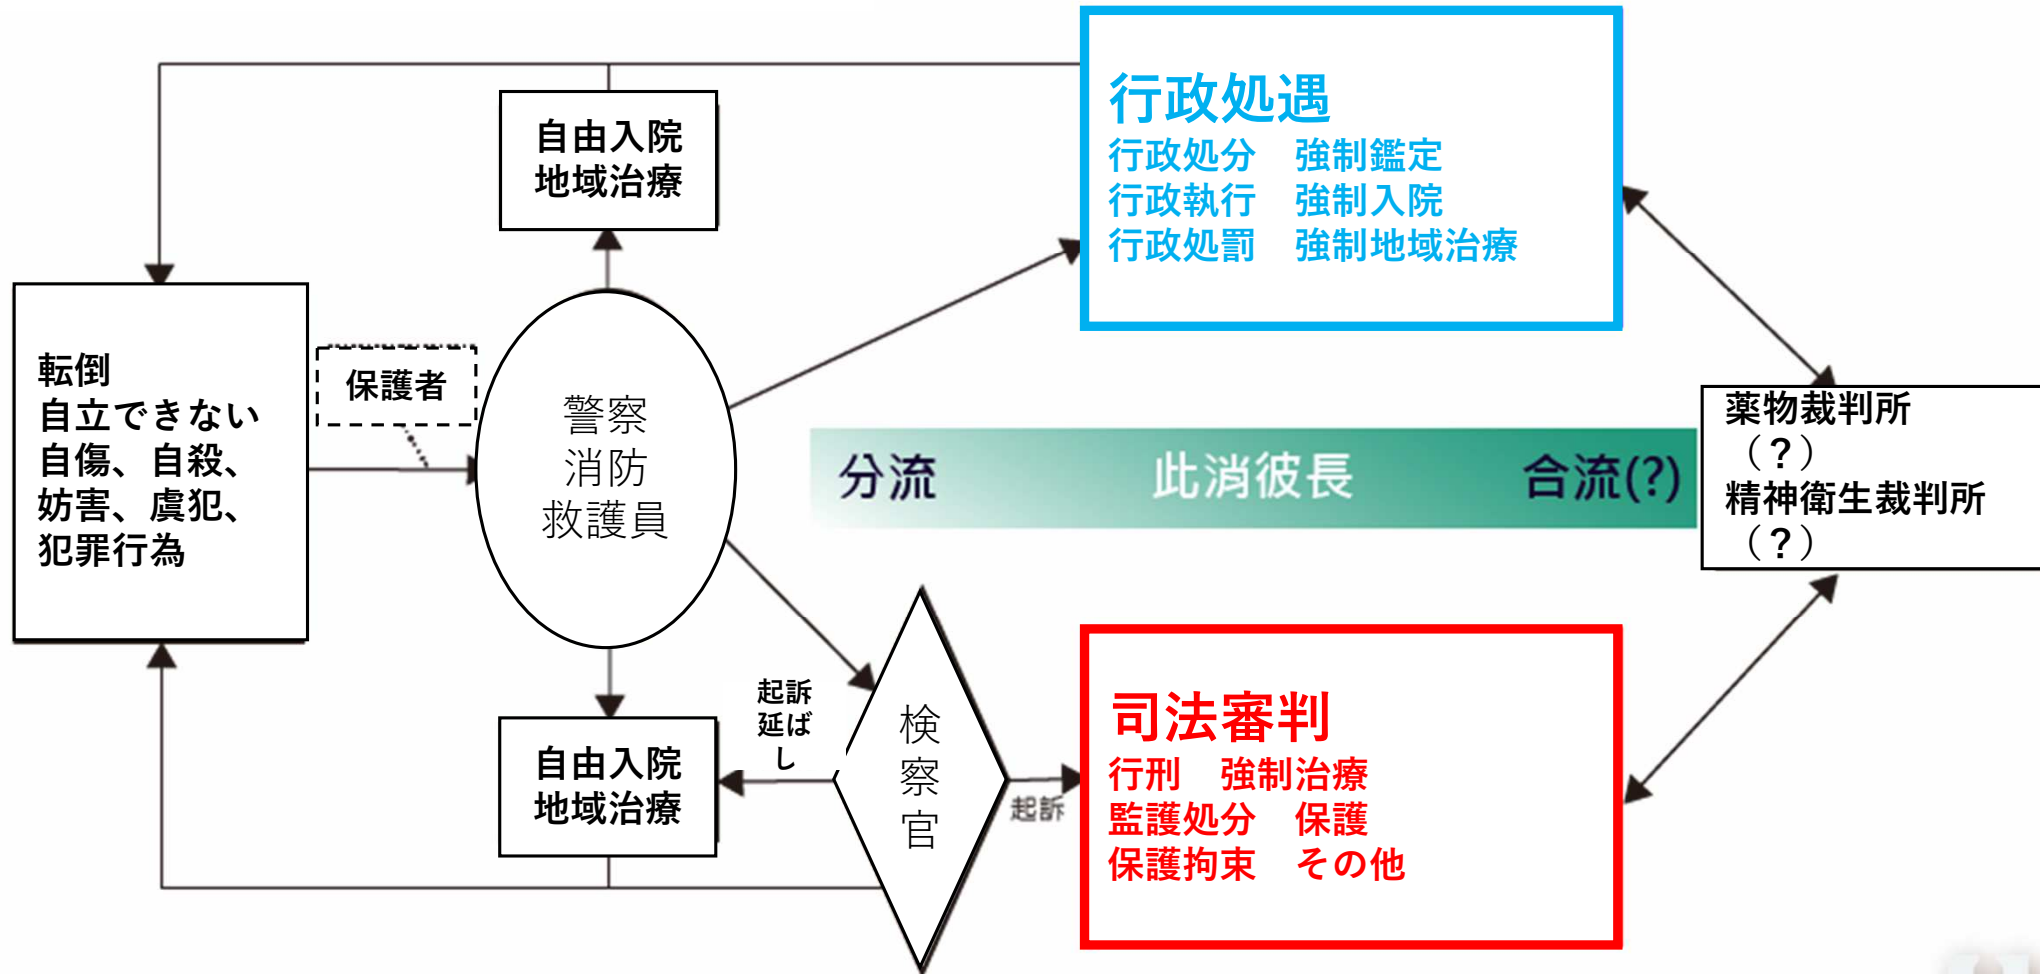 行政処遇
行政処分　強制鑑定
行政執行　強制入院
行政処罰　強制地域治療
自由入院
地域治療
転倒
自立できない
自傷、自殺、
妨害、虞犯、
犯罪行為
保護者
警察
消防
救護員
分流　此消彼長　合流(?)
薬物裁判所
（？）
精神衛生裁判所
（？）
起訴
延ば
し
検
察
官
起訴
自由入院
地域治療
司法審判
行刑　強制治療
監護処分　保護
保護拘束　その他